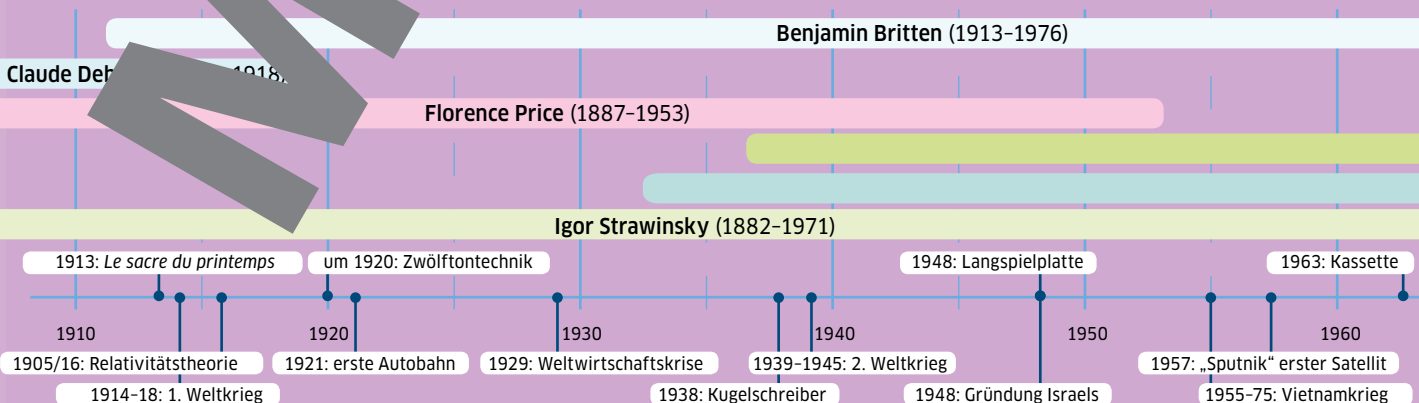 Benjamin Britten (1913–1976)
Claude 1918)
Florence Price (1887–1953)
Igor Strawinsky (1882–1971)
1913: Le sacre du printemps um 1920: Zwölftontechnik 1948: Langspielplatte 1963: Kassette
1910 1920 1930 1940 1950 1960
1905/16: Relativitätstheorie 1921: erste Autobahn 1929: Weltwirtschaftskrise 1939–1945: 2. Weltkrieg 1957: „Sputnik“ erster Satellit
1914–18: 1. Weltkrieg 1938: Kugelschreiber 1948: Gründung Israels 1955–75: Vietnamkrieg